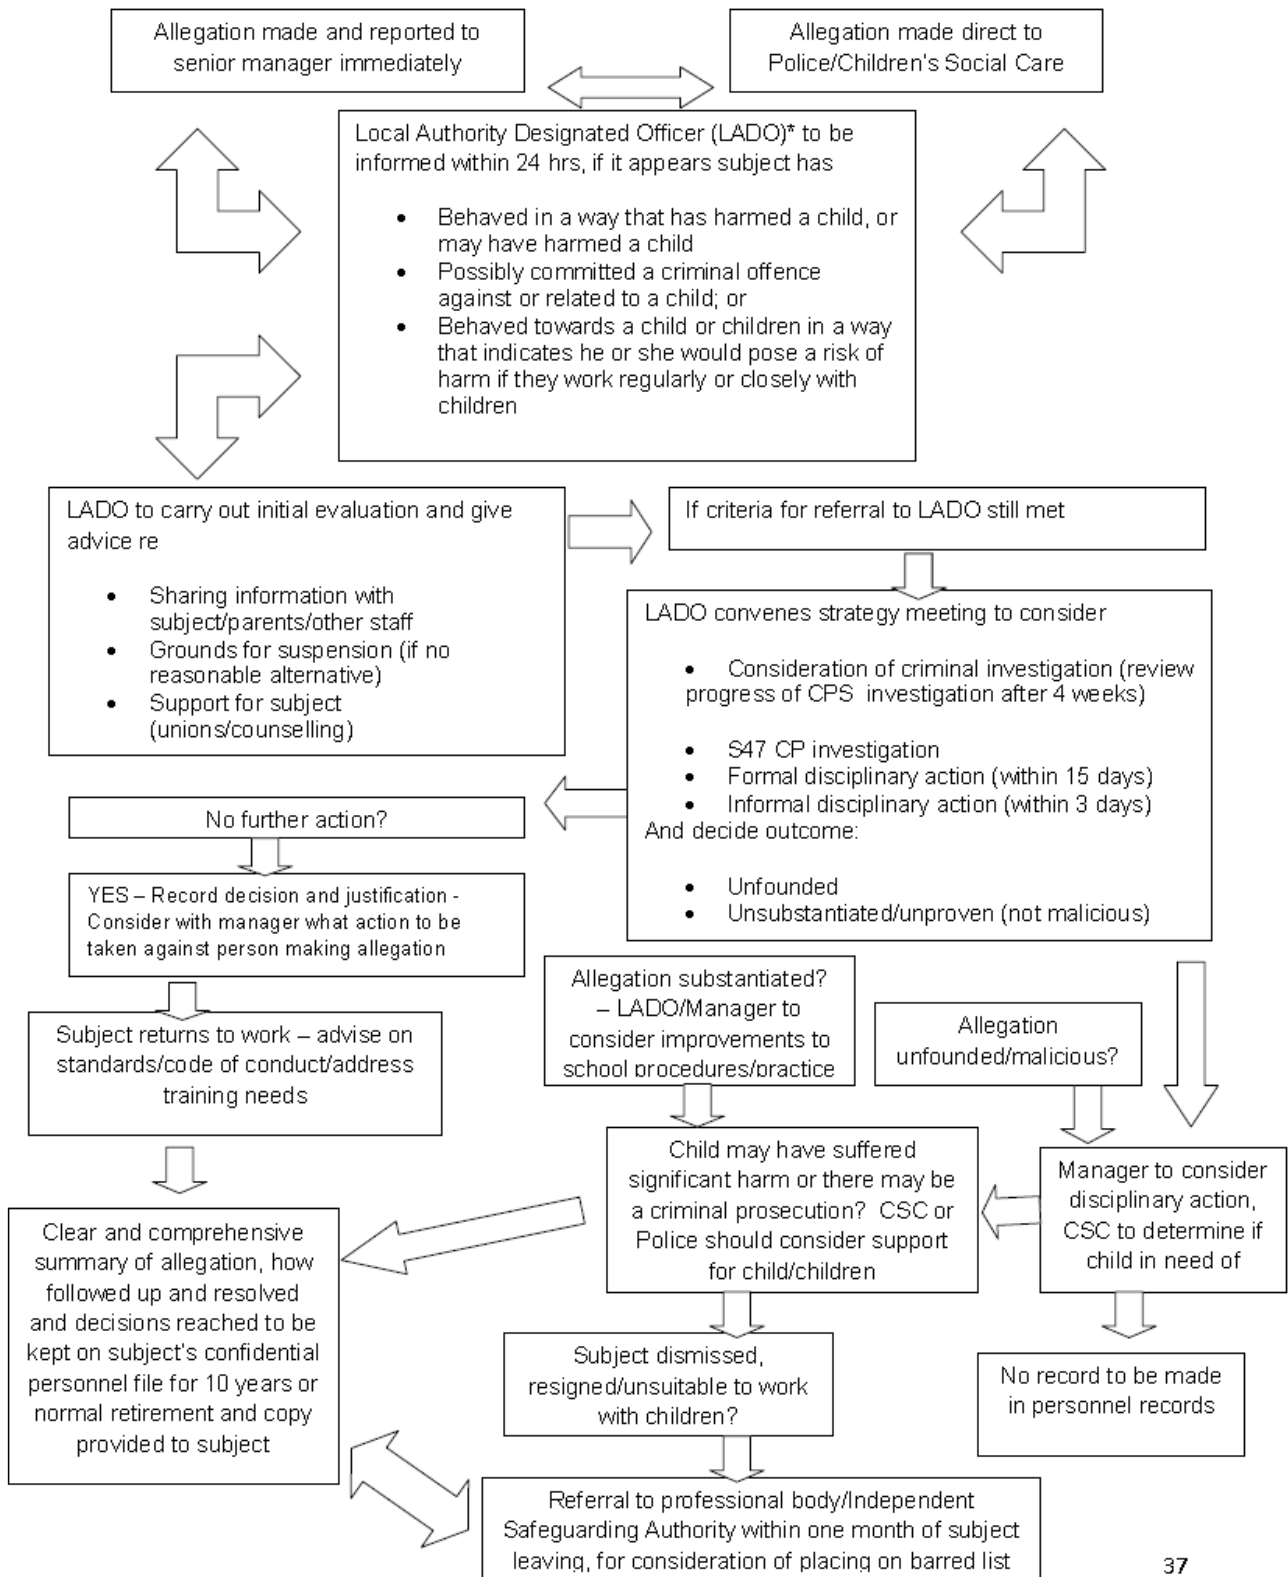 Allegation made and reported to
senior manager immediately
Allegation made direct to
Police/Children's Social Care
Local Authority Designated Officer (LADO)* to be
informed within 24 hrs, if it appears subject has
• Behaved in a way that has harmed a child, or
may have harmed a child
• Possibly committed a criminal offence
against or related to a child; or
• Behaved towards a child or children in a way
that indicates he or she would pose a risk of
harm if they work regularly or closely with
children
LADO to carry out initial evaluation and give
advice re
• Sharing information with
subject/parents/other staff
• Grounds for suspension (if no
reasonable alternative)
• Support for subject
(unions/counselling)
If criteria for referral to LADO still met
LADO convenes strategy meeting to consider
• Consideration of criminal investigation (review
progress of CPS investigation after 4 weeks)
• S47 CP investigation
• Formal disciplinary action (within 15 days)
• Informal disciplinary action (within 3 days)
And decide outcome:
• Unfounded
• Unsubstantiated/unproven (not malicious)
No further action?
YES – Record decision and justification -
Consider with manager what action to be
taken against person making allegation
Subject returns to work – advise on
standards/code of conduct/address
training needs
Allegation substantiated?
– LADO/Manager to
consider improvements to
school procedures/practice
Allegation
unfounded/malicious?
Child may have suffered
significant harm or there may be
a criminal prosecution? CSC or
Police should consider support
for child/children
Manager to consider
disciplinary action,
CSC to determine if
child in need of
Clear and comprehensive
summary of allegation, how
followed up and resolved
and decisions reached to be
kept on subject's confidential
personnel file for 10 years or
normal retirement and copy
provided to subject
Subject dismissed,
resigned/unsuitable to work
with children?
No record to be made
in personnel records
Referral to professional body/Independent
Safeguarding Authority within one month of subject
leaving, for consideration of placing on barred list
37